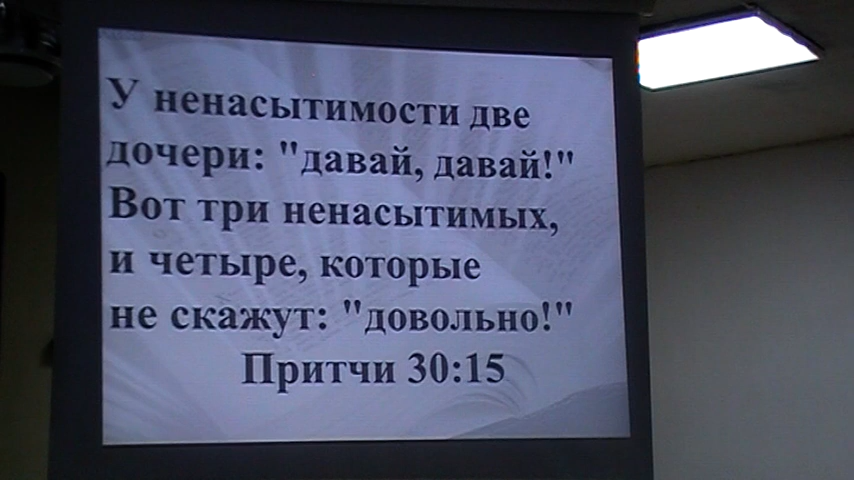 У ненасытимости две
дочери: "давай, давай!"
Вот три ненасытимых,
и четыре, которые
не скажут: "довольно!"
Притчи 30:15